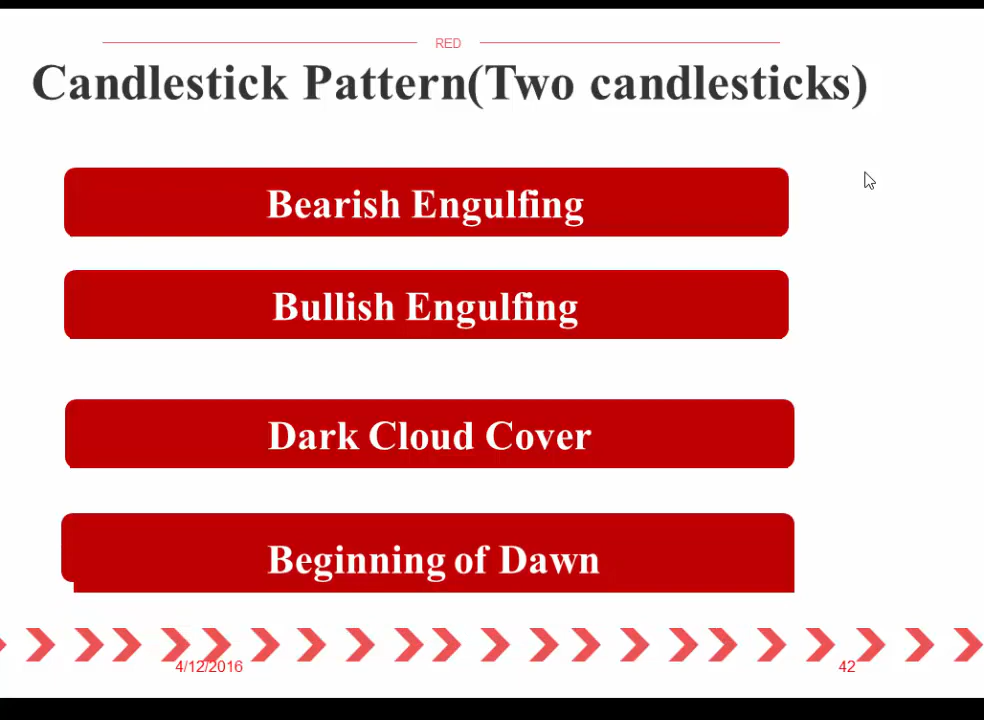 RED
Candlestick Pattern(Two candlesticks)
Bearish Engulfing
Bullish Engulfing
Dark Cloud Cover
Beginning of Dawn
4/12/2016
42